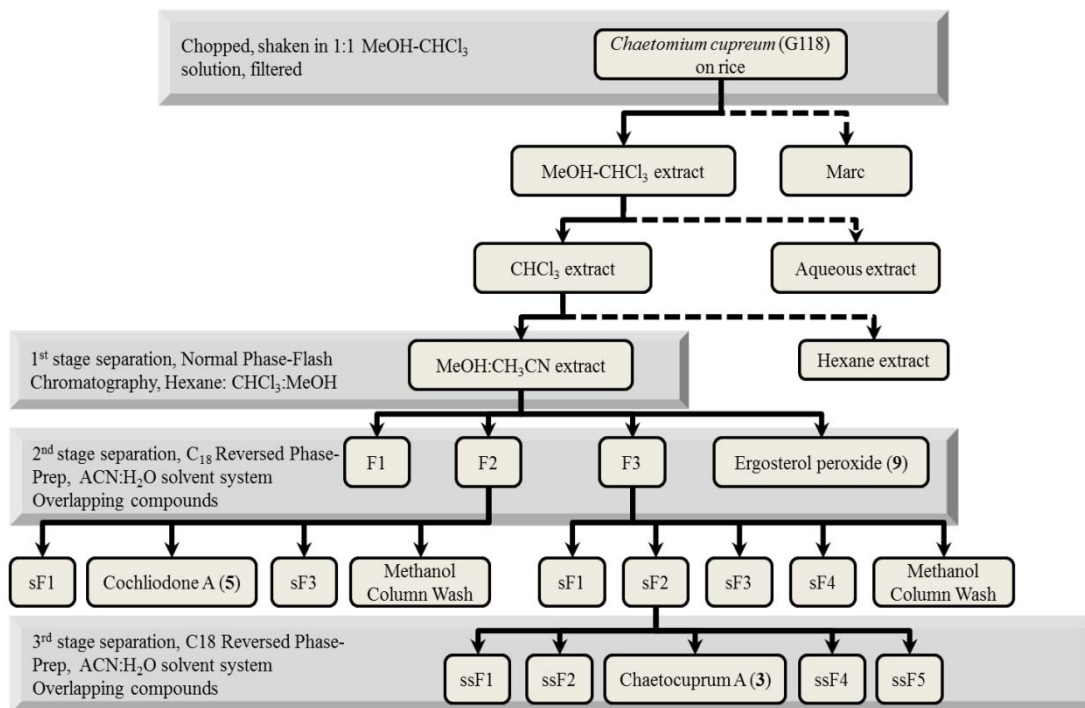 Chopped, shaken in 1:1 MeOH-CHCl₃
solution, filtered
Chaetomium cupreum (G118)
on rice
MeOH-CHCl₃ extract
Marc
CHCl₃ extract
Aqueous extract
1st stage separation, Normal Phase-Flash
Chromatography, Hexane: CHCl₃:MeOH
MeOH:CH₃CN extract
Hexane extract
2nd stage separation, C₁₈ Reversed Phase-
Prep, ACN:H₂O solvent system
Overlapping compounds
F1
F2
F3
Ergosterol peroxide (9)
sF1
Cochliodone A (5)
sF3
Methanol
Column Wash
sF1
sF2
sF3
sF4
Methanol
Column Wash
3rd stage separation, C18 Reversed Phase-
Prep, ACN:H₂O solvent system
Overlapping compounds
ssF1
ssF2
Chaetocuprum A (3)
ssF4
ssF5